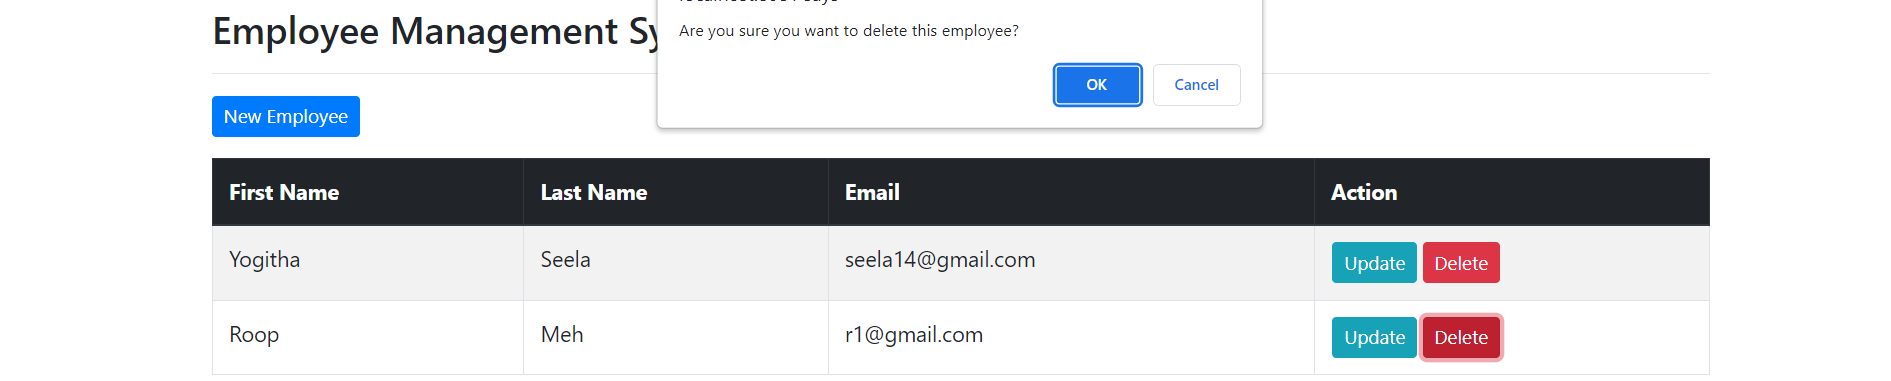 Employee Management Sy
Are you sure you want to delete this employee?
OK Cancel
New Employee
First Name Last Name Email Action
Yogitha Seela seela14@gmail.com Update Delete
Roop Meh r1@gmail.com Update Delete